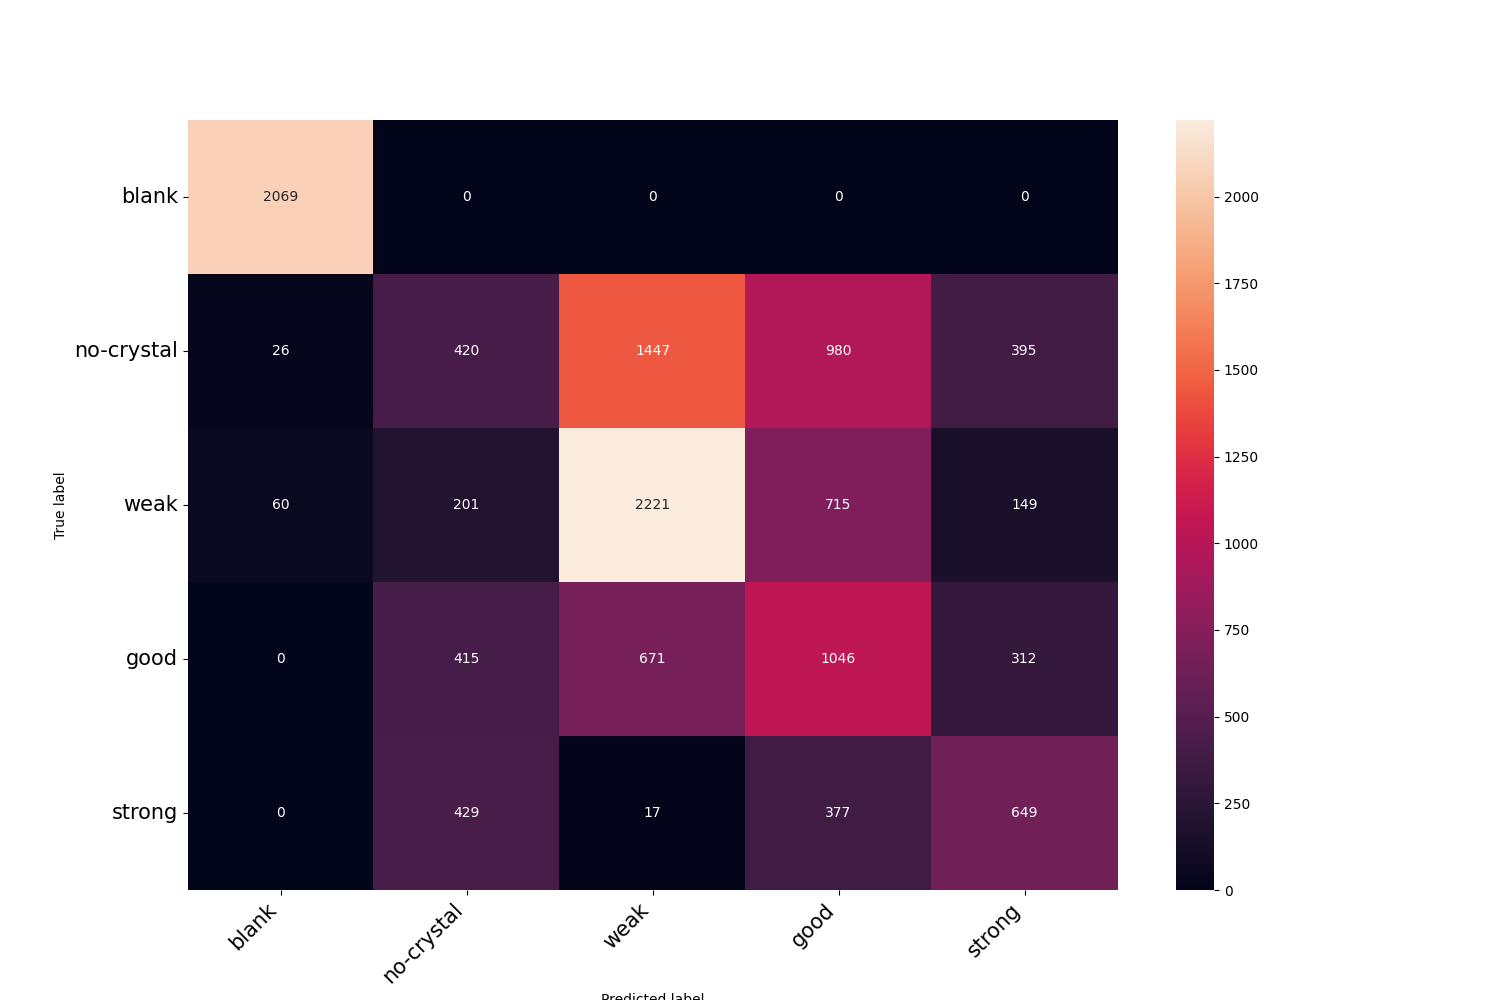 blank 2069 0 0 0 0
no-crystal 26 420 1447 980 395
weak 60 201 2221 715 149
good 0 415 671 1046 312
strong 0 429 17 377 649
True label
blank no-crystal weak good strong
Predicted label
2000
1750
1500
1250
1000
750
500
250
0